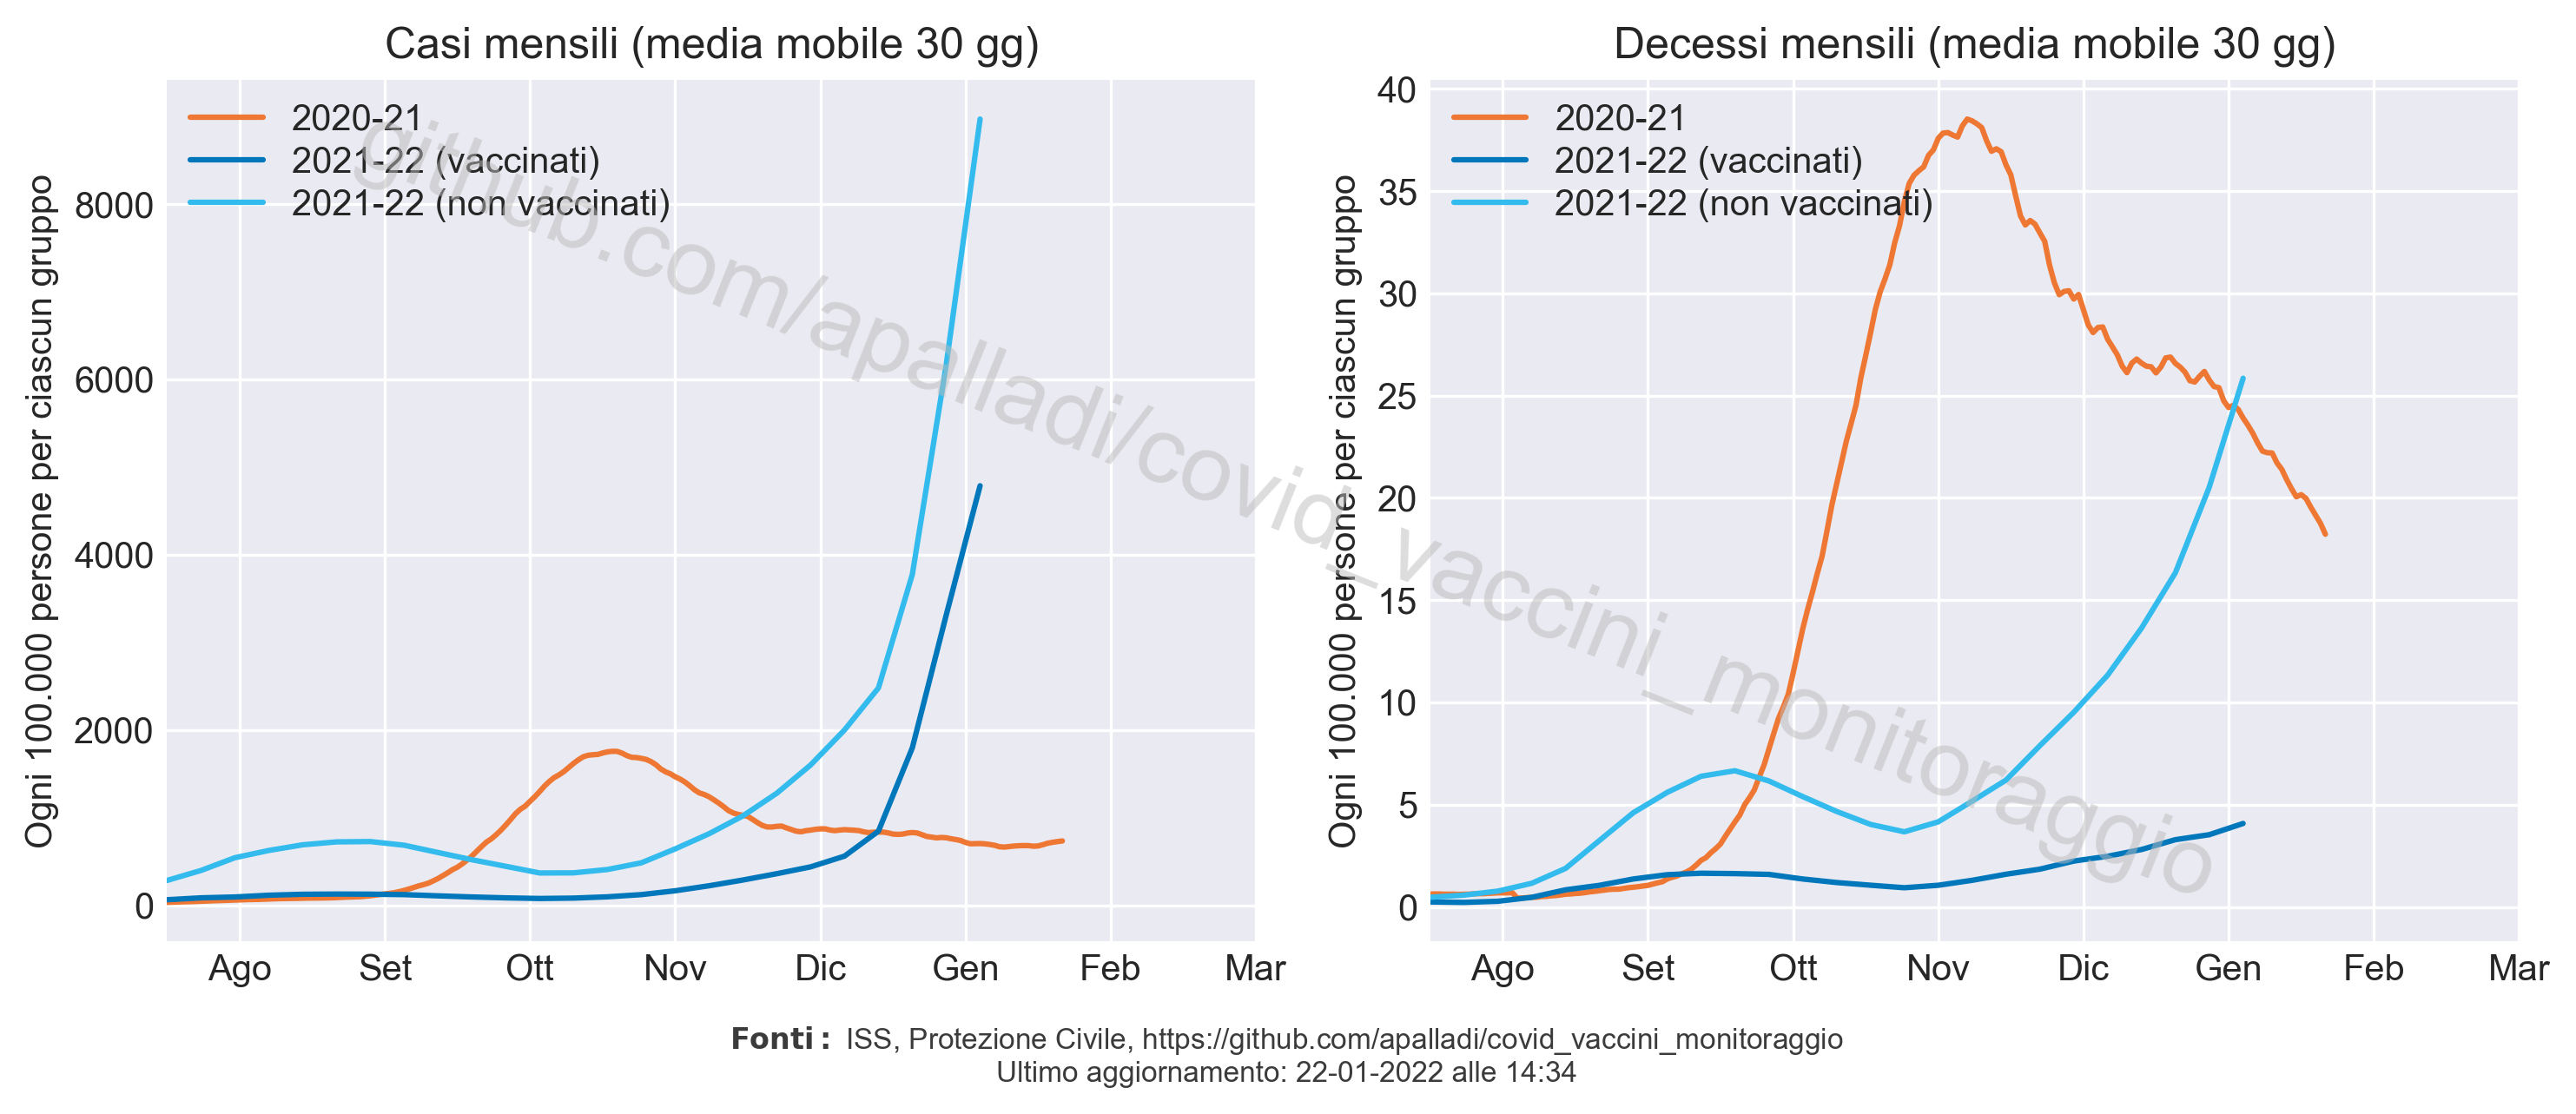 Casi mensili (media mobile 30 gg)
Ogni 100.000 persone per ciascun gruppo
8000
6000
4000
2000
0
2020-21
2021-22 (vaccinati)
2021-22 (non vaccinati)
Ago Set Ott Nov Dic Gen Feb Mar
Decessi mensili (media mobile 30 gg)
Ogni 100.000 persone per ciascun gruppo
40
35
30
25
20
15
10
5
0
2020-21
2021-22 (vaccinati)
2021-22 (non vaccinati)
Ago Set Ott Nov Dic Gen Feb Mar
github.com/apalladi/covid_vaccini_monitoraggio
Fonti: ISS, Protezione Civile, https://github.com/apalladi/covid_vaccini_monitoraggio
Ultimo aggiornamento: 22-01-2022 alle 14:34